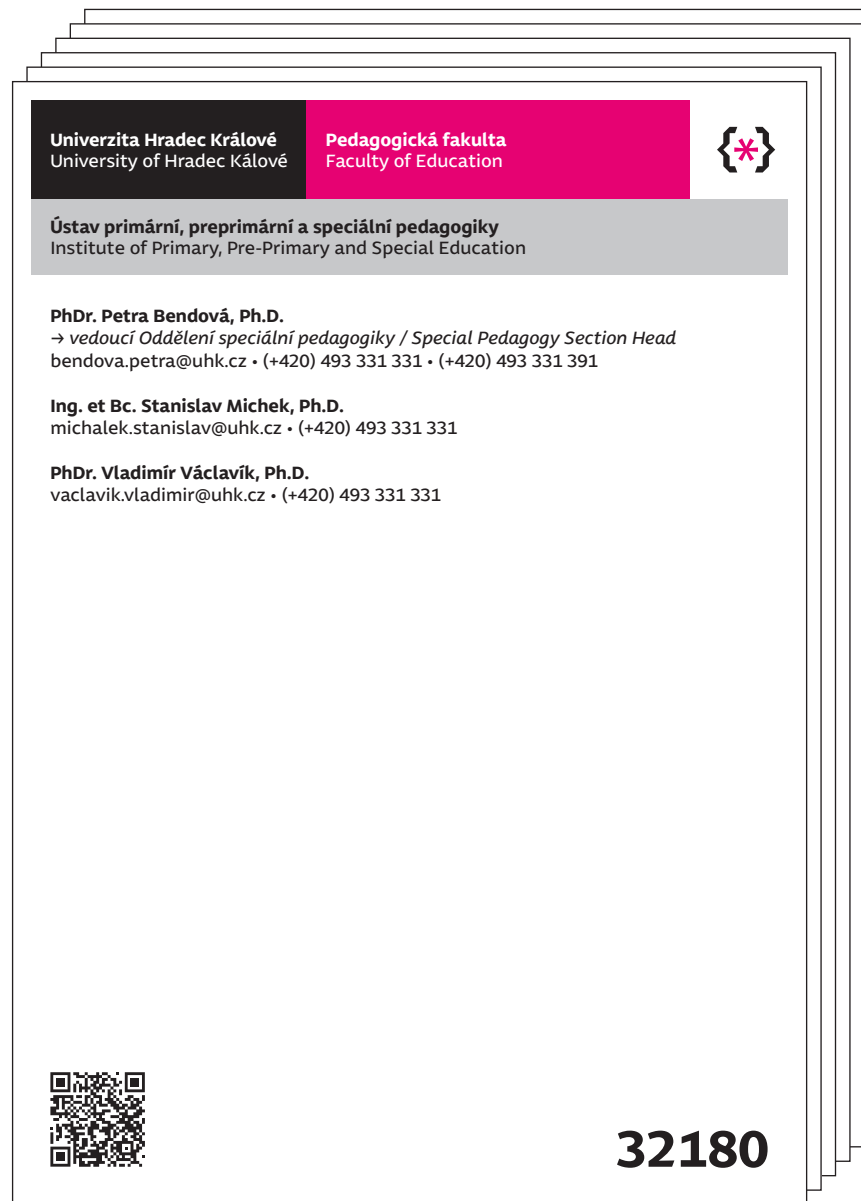 Univerzita Hradec Králové
University of Hradec Kálové
Pedagogická fakulta
Faculty of Education
{*}
Ústav primární, preprimární a speciální pedagogiky
Institute of Primary, Pre-Primary and Special Education
PhDr. Petra Bendová, Ph.D.
→ vedoucí Oddělení speciální pedagogiky / Special Pedagogy Section Head
bendova.petra@uhk.cz • (+420) 493 331 331 • (+420) 493 331 391
Ing. et Bc. Stanislav Michek, Ph.D.
michalek.stanislav@uhk.cz • (+420) 493 331 331
PhDr. Vladimír Václavík, Ph.D.
vaclavik.vladimir@uhk.cz • (+420) 493 331 331
32180